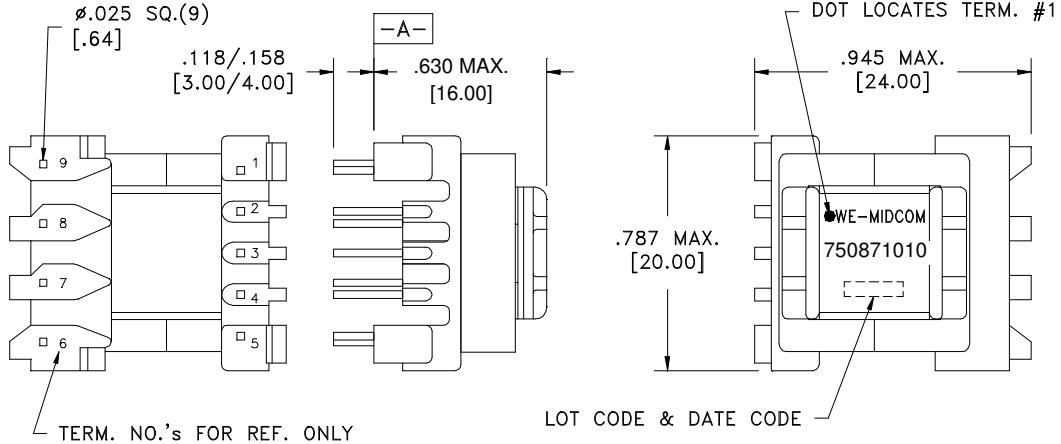 ø.025 SQ.(9)
[.64]
.118/.158
[3.00/4.00]
-A-
.630 MAX.
[16.00]
DOT LOCATES TERM. #1
.945 MAX.
[24.00]
9
8
7
6
1
2
3
4
5
.787 MAX.
[20.00]
WE-MIDCOM
750871010
LOT CODE & DATE CODE
TERM. NO.'s FOR REF. ONLY